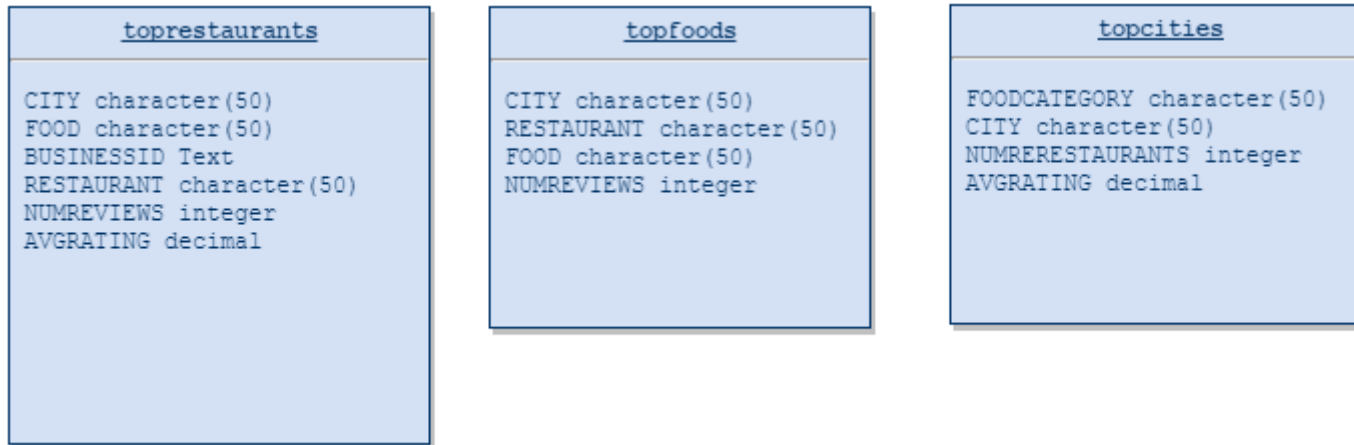 toprestaurants
CITY character(50)
FOOD character(50)
BUSINESSID Text
RESTAURANT character(50)
NUMREVIEWS integer
AVGRATING decimal
topfoods
CITY character(50)
RESTAURANT character(50)
FOOD character(50)
NUMREVIEWS integer
topcities
FOODCATEGORY character(50)
CITY character(50)
NUMRERESTAURANTS integer
AVGRATING decimal